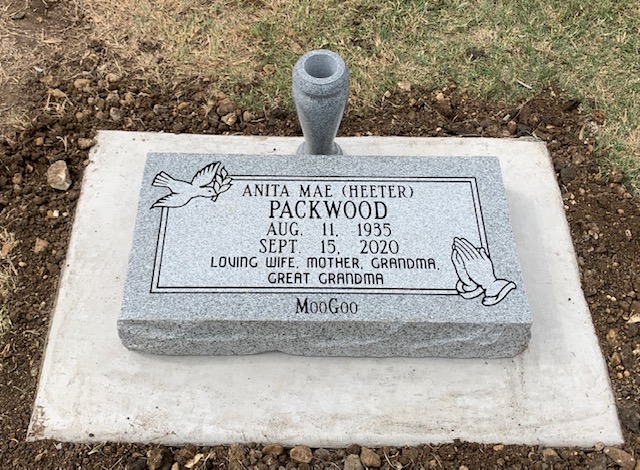 ANITA MAE (HEETER)
PACKWOOD
AUG. 11, 1935
SEPT. 15, 2020
LOVING WIFE, MOTHER, GRANDMA,
GREAT GRANDMA
MOOGOO